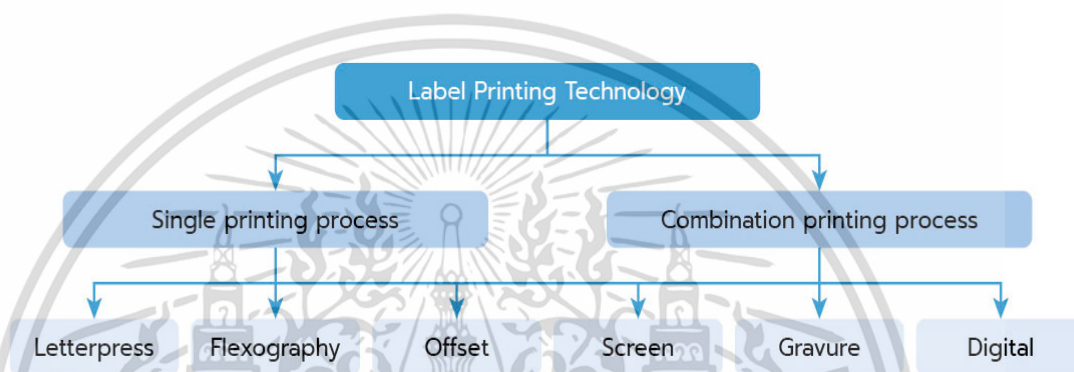 Label Printing Technology
Single printing process
Combination printing process
Letterpress
Flexography
Offset
Screen
Gravure
Digital